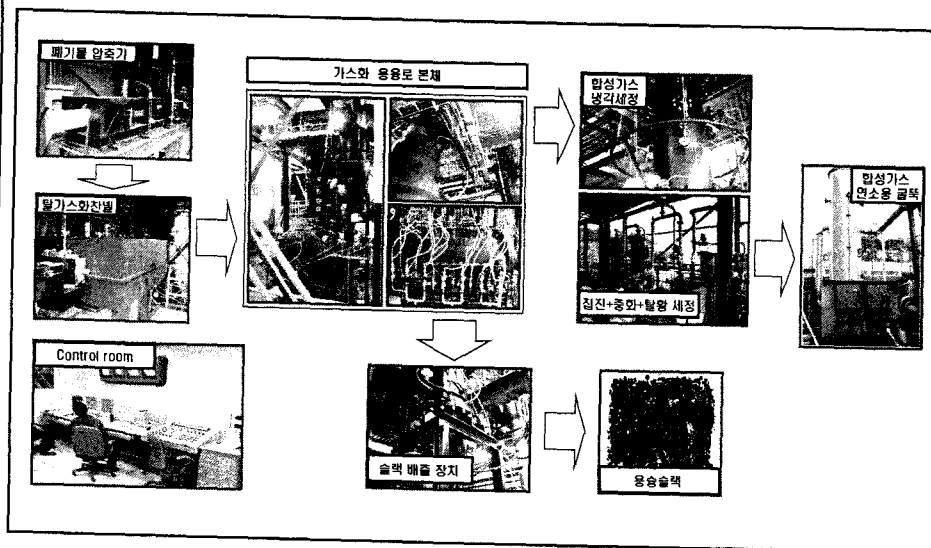 폐기물 압축기
가스화 용융로 본체
합성가스
냉각세정
탈가스화찬넬
합성가스
연소용 굴뚝
집진+중화+탈황 세정
Control room
슬랙 배출 장치
용슝슬랙